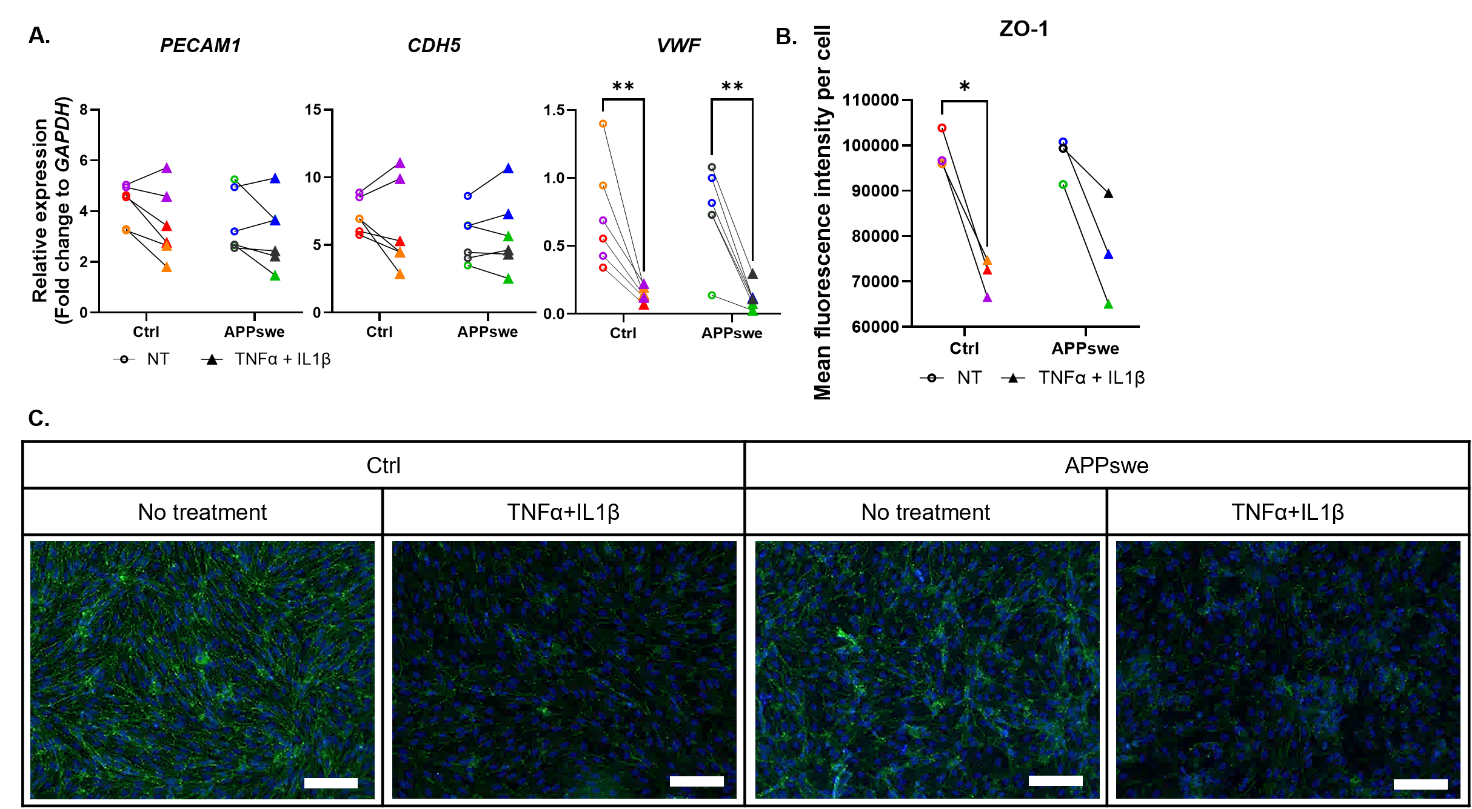 A.
PECAM1
CDH5
VWF
Relative expression
(Fold change to GAPDH)
8
6
4
2
0
Ctrl
APPswe
15
10
5
0
Ctrl
APPswe
**
**
1.5
1.0
0.5
0.0
Ctrl
APPswe
NT
TNFα + IL1β
B.
ZO-1
Mean fluorescence intensity per cell
*
110000
100000
90000
80000
70000
60000
Ctrl
APPswe
NT
TNFα + IL1β
C.
Ctrl
APPswe
No treatment
TNFα+IL1β
No treatment
TNFα+IL1β